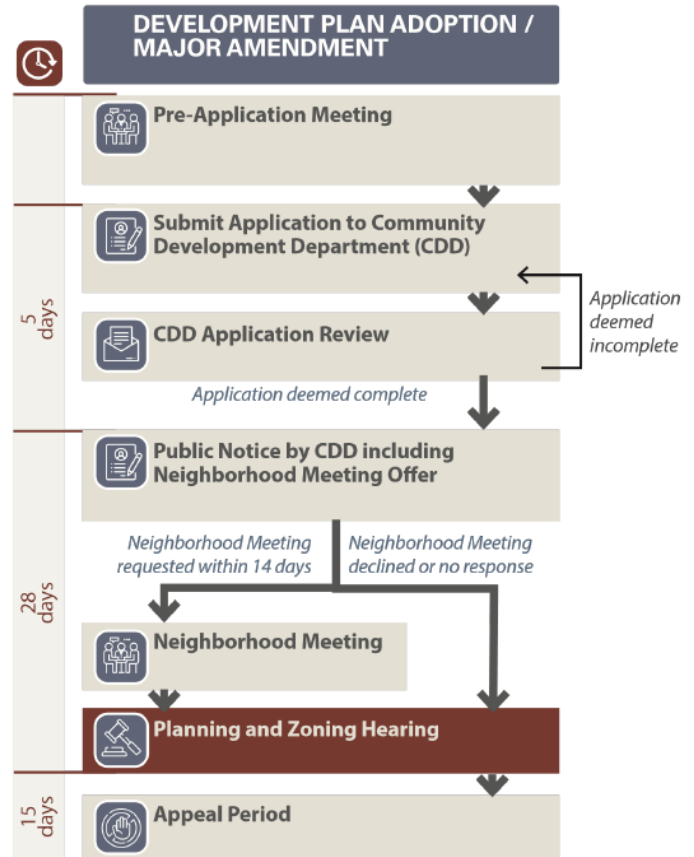 DEVELOPMENT PLAN ADOPTION /
MAJOR AMENDMENT
Pre-Application Meeting
Submit Application to Community
Development Department (CDD)
5
days
Application
deemed
incomplete
CDD Application Review
Application deemed complete
Public Notice by CDD including
Neighborhood Meeting Offer
Neighborhood Meeting
requested within 14 days
Neighborhood Meeting
declined or no response
28
days
Neighborhood Meeting
Planning and Zoning Hearing
15
days
Appeal Period